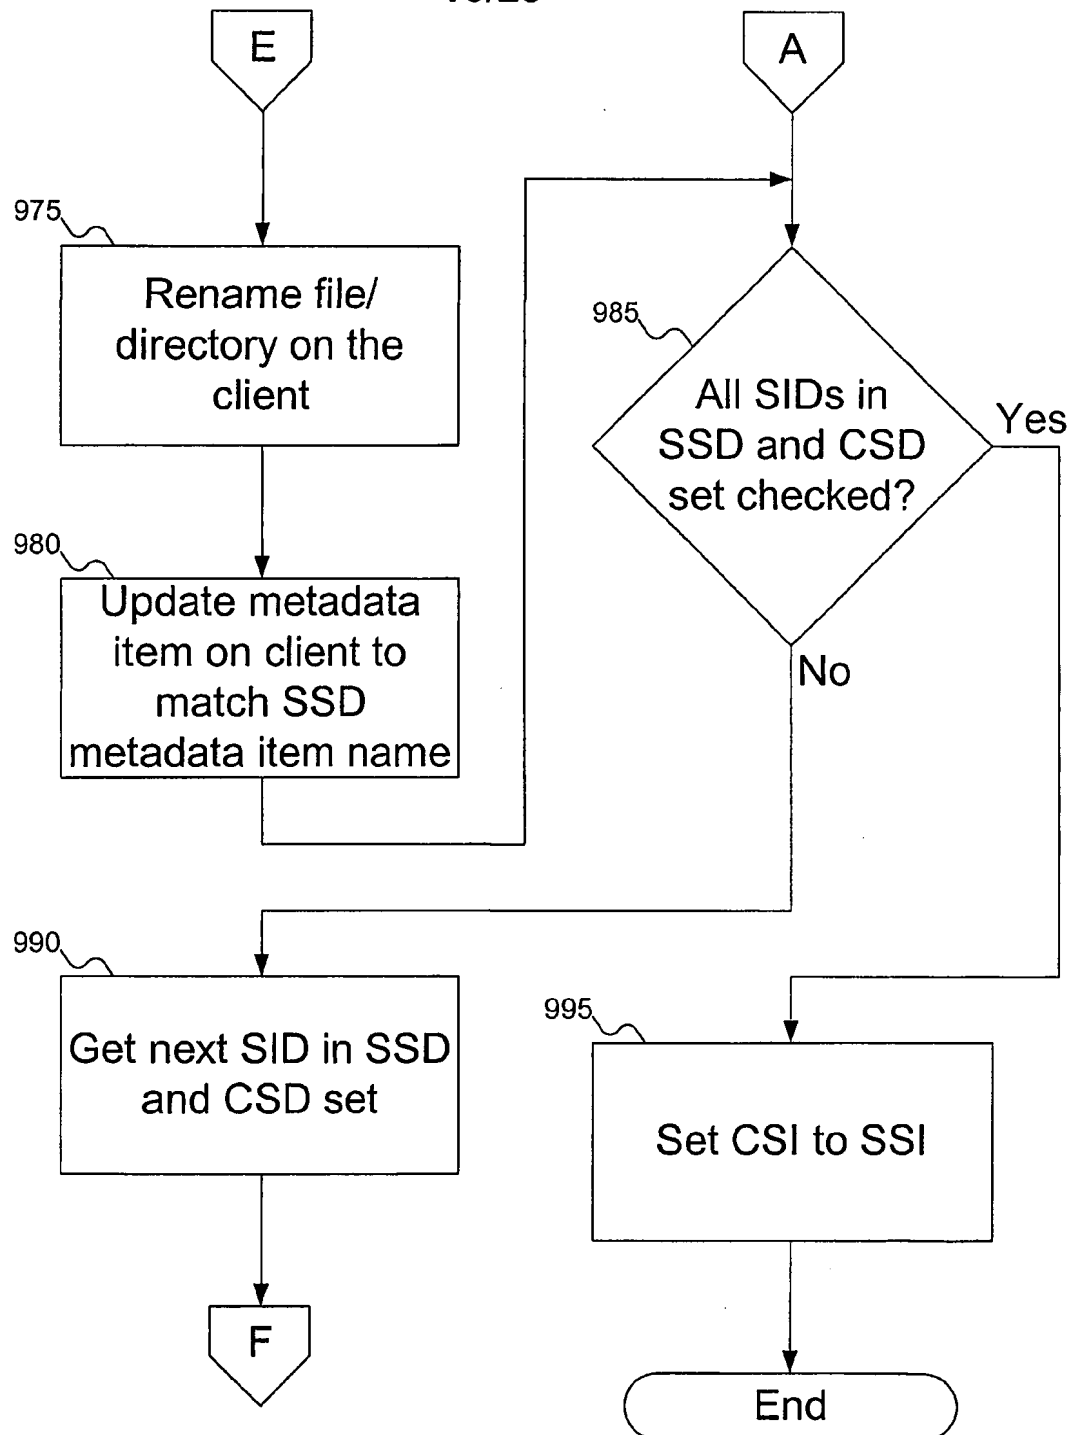 E
A
975
Rename file/
directory on the
client
985
All SIDs in
SSD and CSD
set checked?
Yes
980
Update metadata
item on client to
match SSD
metadata item name
No
990
Get next SID in SSD
and CSD set
995
Set CSI to SSI
F
End